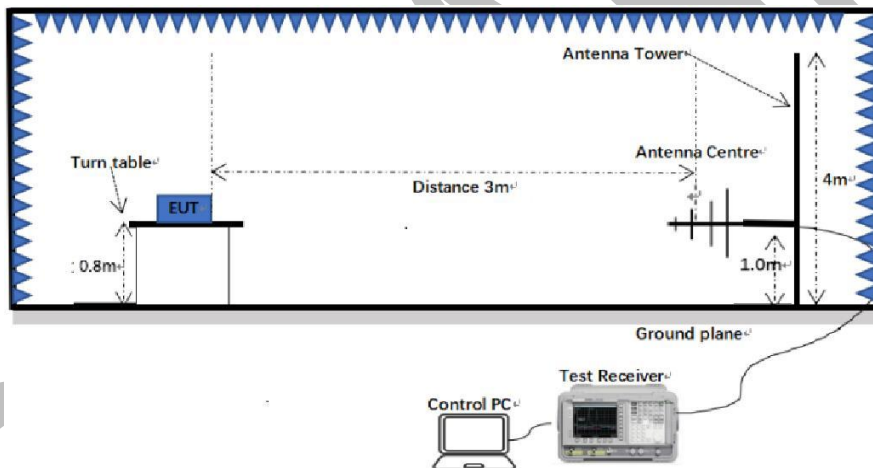 Antenna Tower
Turn table
Antenna Centre
Distance 3m
4m
EUT
: 0.8m
1.0m
Ground plane
Test Receiver
Control PC